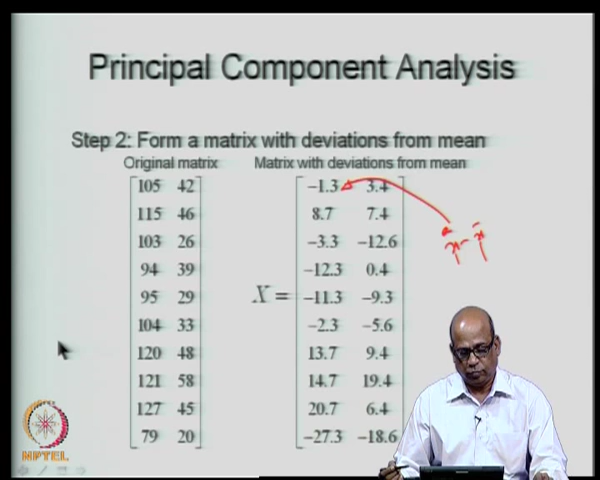 Principal Component Analysis
Step 2: Form a matrix with deviations from mean
Original matrix Matrix with deviations from mean
105 42 −1.3 3.4
115 46 8.7 7.4
103 26 −3.3 −12.6
94 39 −12.3 0.4
95 29 X = −11.3 −9.3
104 33 −2.3 −5.6
120 48 13.7 9.4
121 58 14.7 19.4
127 45 20.7 6.4
79 20 −27.3 −18.6
NPTEL